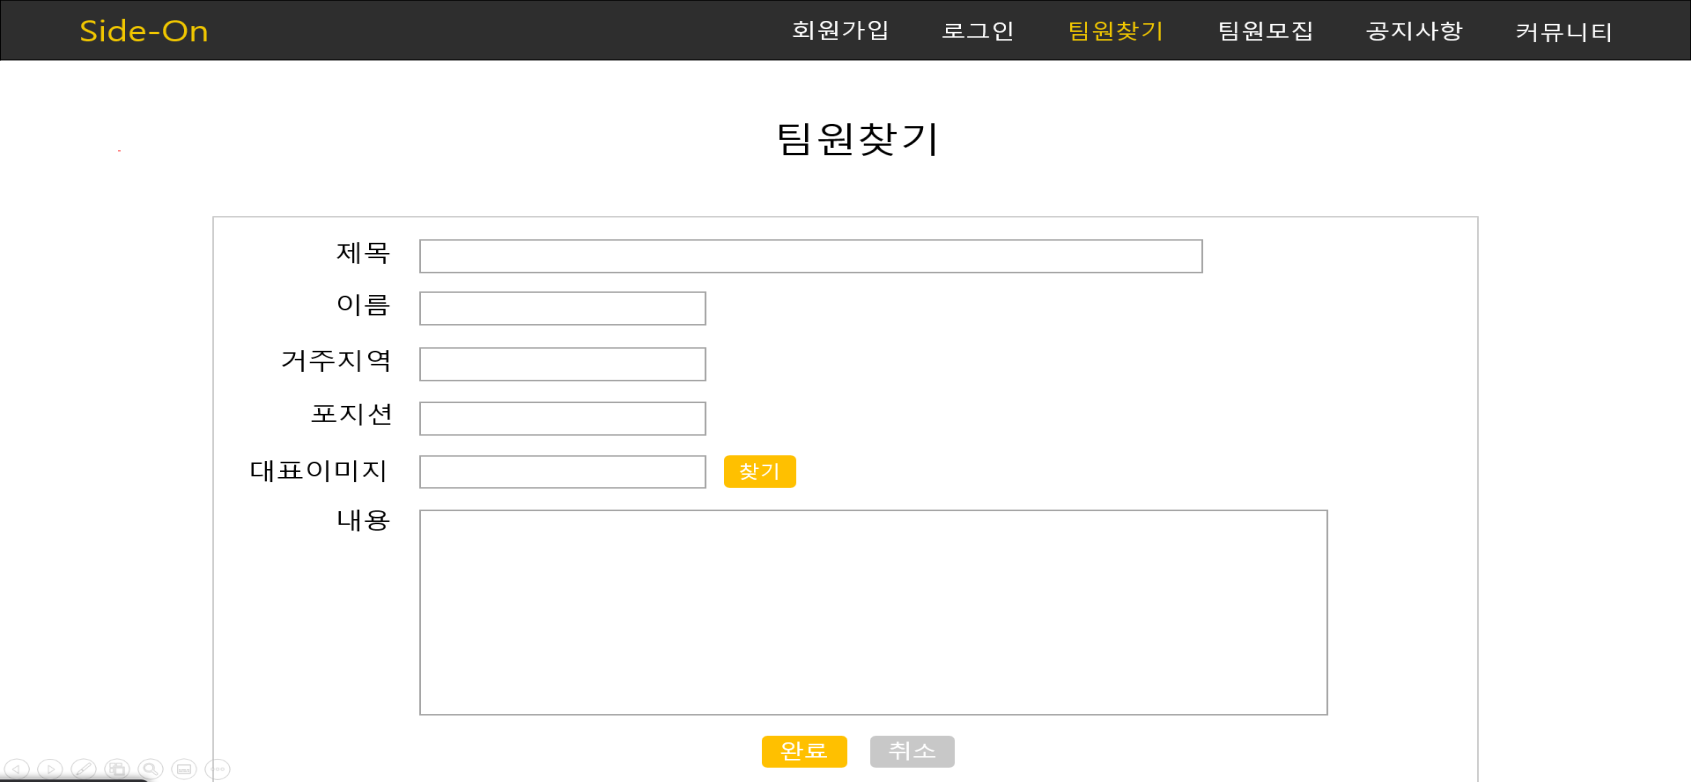 Side-On 회원가입 로그인 팀원찾기 팀원모집 공지사항 커뮤니티
팀원찾기
제목
이름
거주지역
포지션
대표이미지 찾기
내용
완료 취소